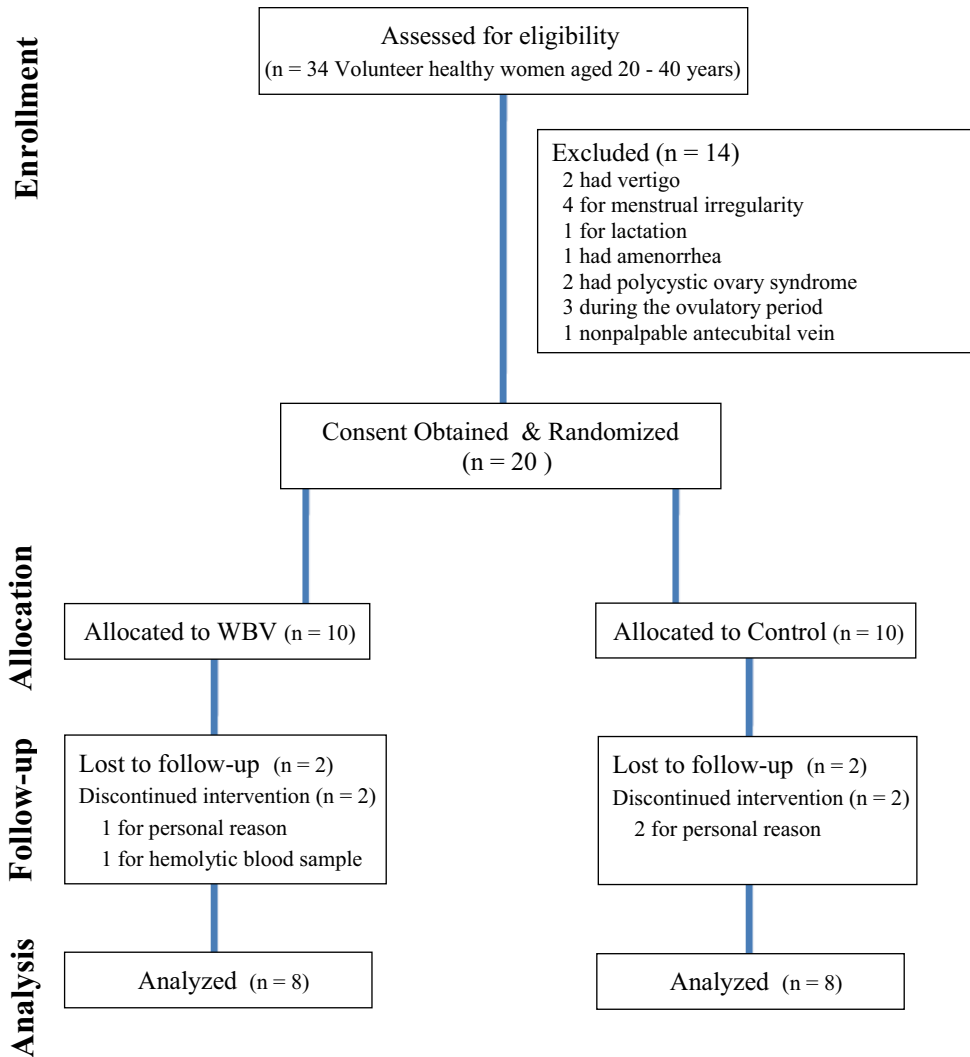 Enrollment
Assessed for eligibility
(n = 34 Volunteer healthy women aged 20 - 40 years)
Excluded (n = 14)
2 had vertigo
4 for menstrual irregularity
1 for lactation
1 had amenorrhea
2 had polycystic ovary syndrome
3 during the ovulatory period
1 nonpalpable antecubital vein
Consent Obtained & Randomized
(n = 20 )
Allocation
Allocated to WBV (n = 10)
Allocated to Control (n = 10)
Follow-up
Lost to follow-up (n = 2)
Discontinued intervention (n = 2)
1 for personal reason
1 for hemolytic blood sample
Lost to follow-up (n = 2)
Discontinued intervention (n = 2)
2 for personal reason
Analysis
Analyzed (n = 8)
Analyzed (n = 8)